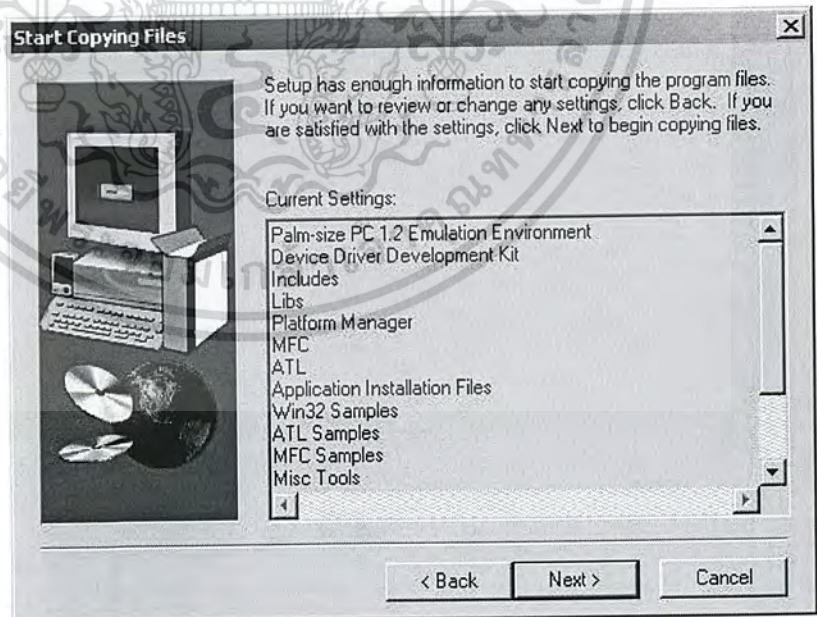 Start Copying Files
Setup has enough information to start copying the program files.
If you want to review or change any settings, click Back. If you
are satisfied with the settings, click Next to begin copying files.
Current Settings:
Palm-size PC 1.2 Emulation Environment
Device Driver Development Kit
Includes
Libs
Platform Manager
MFC
ATL
Application Installation Files
Win32 Samples
ATL Samples
MFC Samples
Misc Tools
< Back
Next >
Cancel